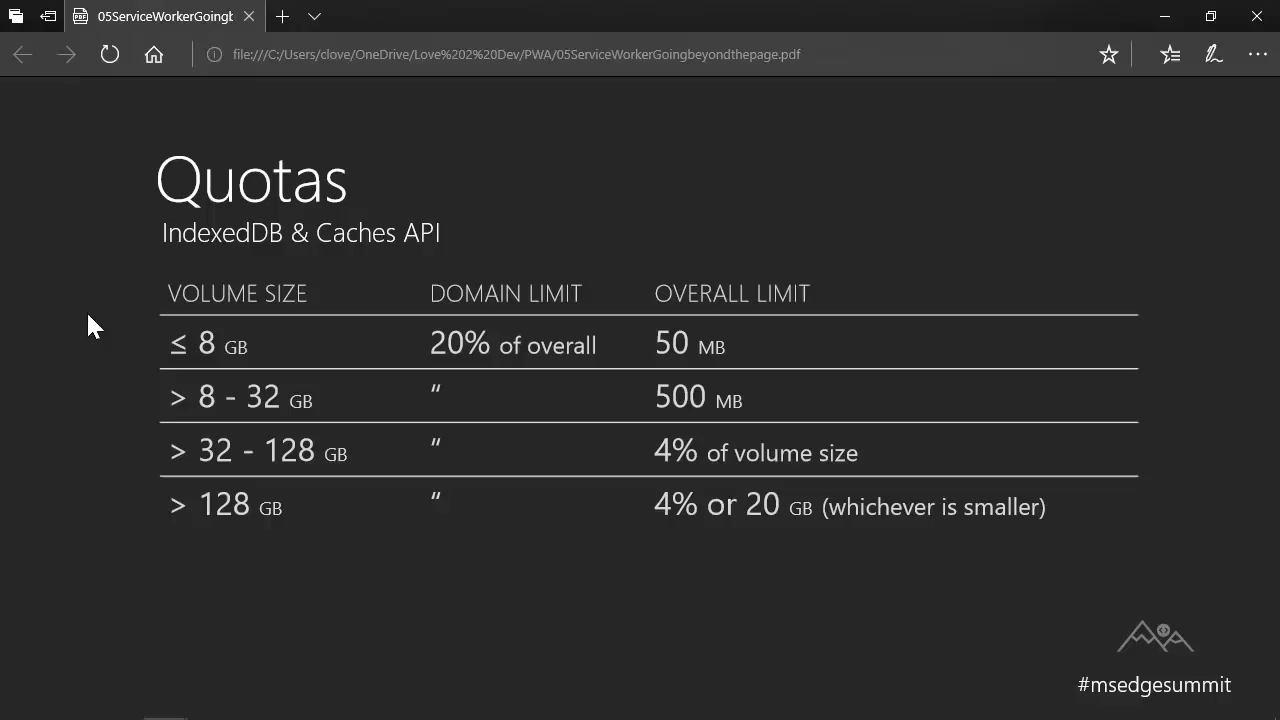 05ServiceWorkerGoingb
file:///C:/Users/clove/OneDrive/Love%202%20Dev/PWA/05ServiceWorkerGoingbeyondthepage.pdf
Quotas
IndexedDB & Caches API
VOLUME SIZE DOMAIN LIMIT OVERALL LIMIT
≤ 8 GB 20% of overall 50 MB
> 8 - 32 GB “ 500 MB
> 32 - 128 GB “ 4% of volume size
> 128 GB “ 4% or 20 GB (whichever is smaller)
#msedgesummit